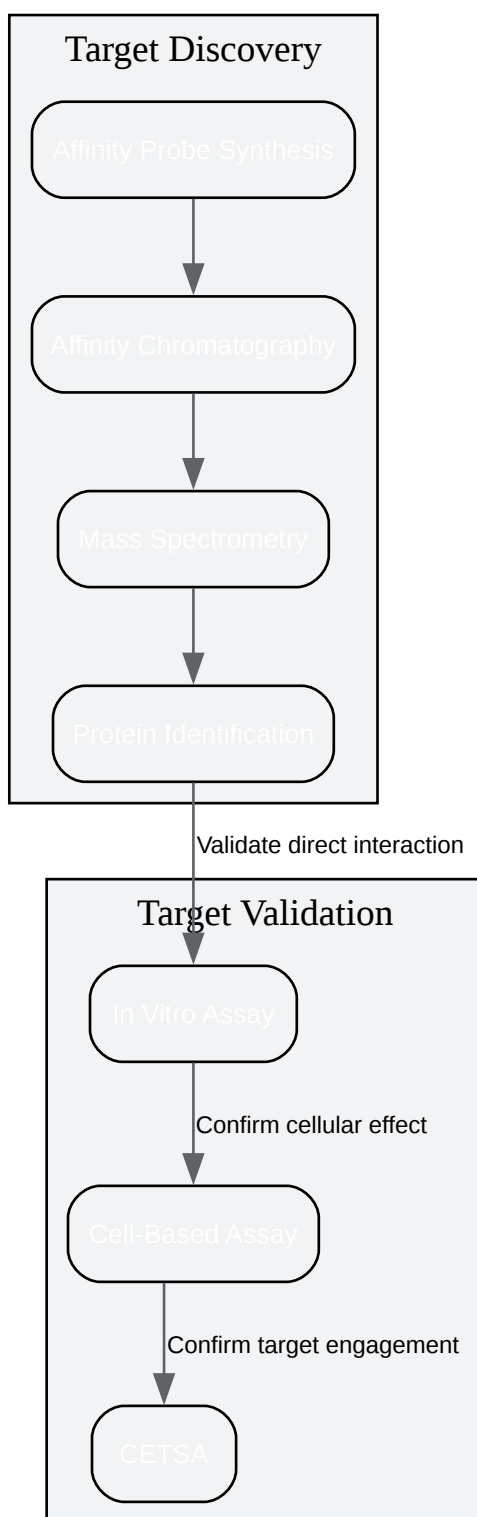 Target Discovery
Affinity Probe Synthesis
Affinity Chromatography
Mass Spectrometry
Protein Identification
Validate direct interaction
Target Validation
In Vitro Assay
Confirm cellular effect
Cell-Based Assay
Confirm target engagement
CETSA